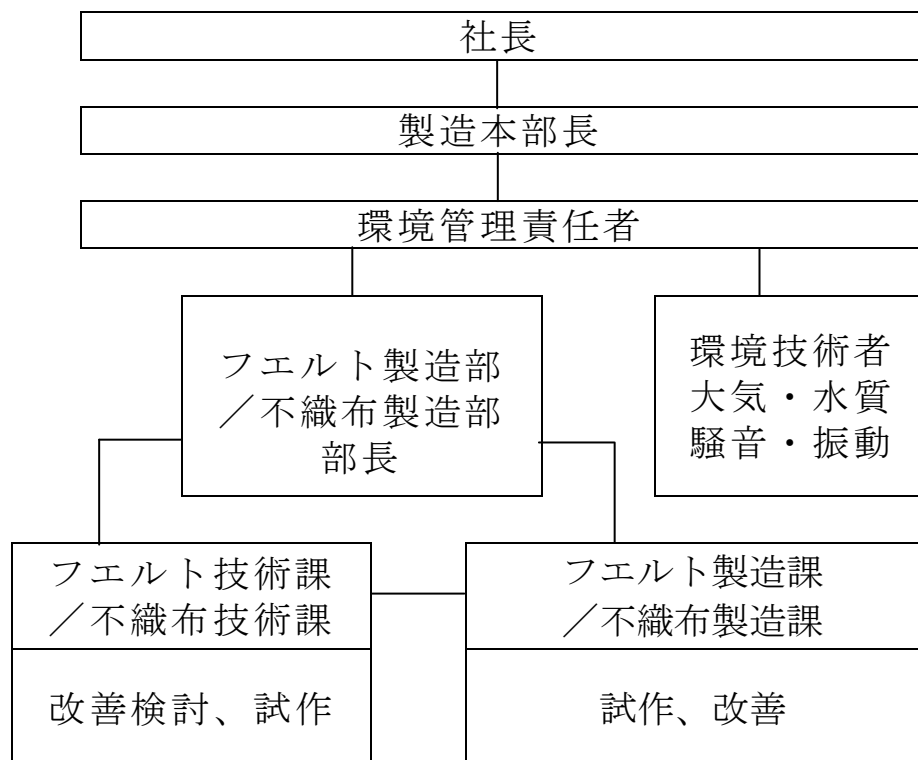 社長
製造本部長
環境管理責任者
フエルト製造部
／不織布製造部
部長
環境技術者
大気・水質
騒音・振動
フエルト技術課
／不織布技術課
改善検討、試作
フエルト製造課
／不織布製造課
試作、改善